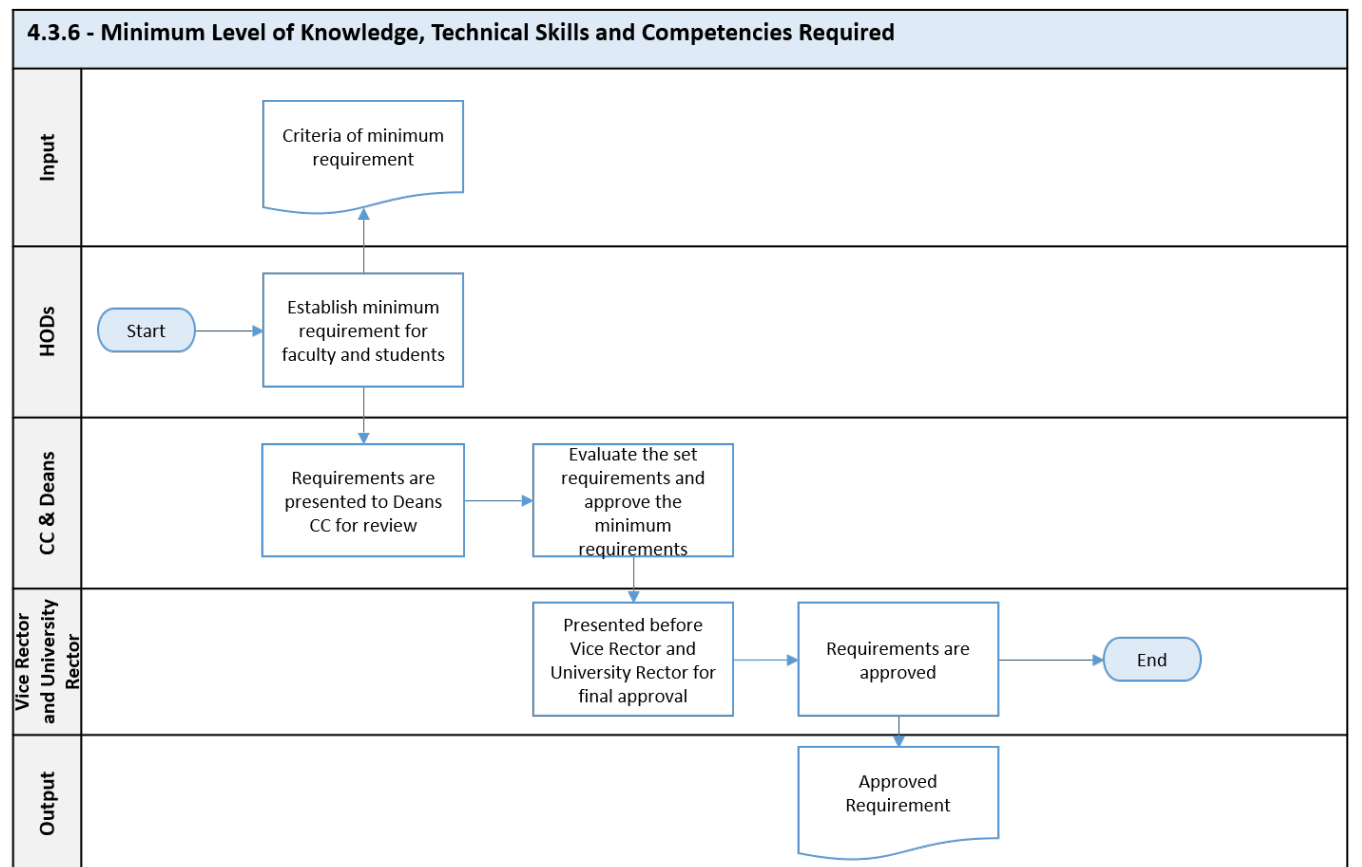 4.3.6 - Minimum Level of Knowledge, Technical Skills and Competencies Required
Input
Criteria of minimum
requirement
HODs
Start
Establish minimum
requirement for
faculty and students
CC & Deans
Requirements are
presented to Deans
CC for review
Evaluate the set
requirements and
approve the
minimum
requirements
Vice Rector
and University
Rector
Presented before
Vice Rector and
University Rector for
final approval
Requirements are
approved
End
Output
Approved
Requirement